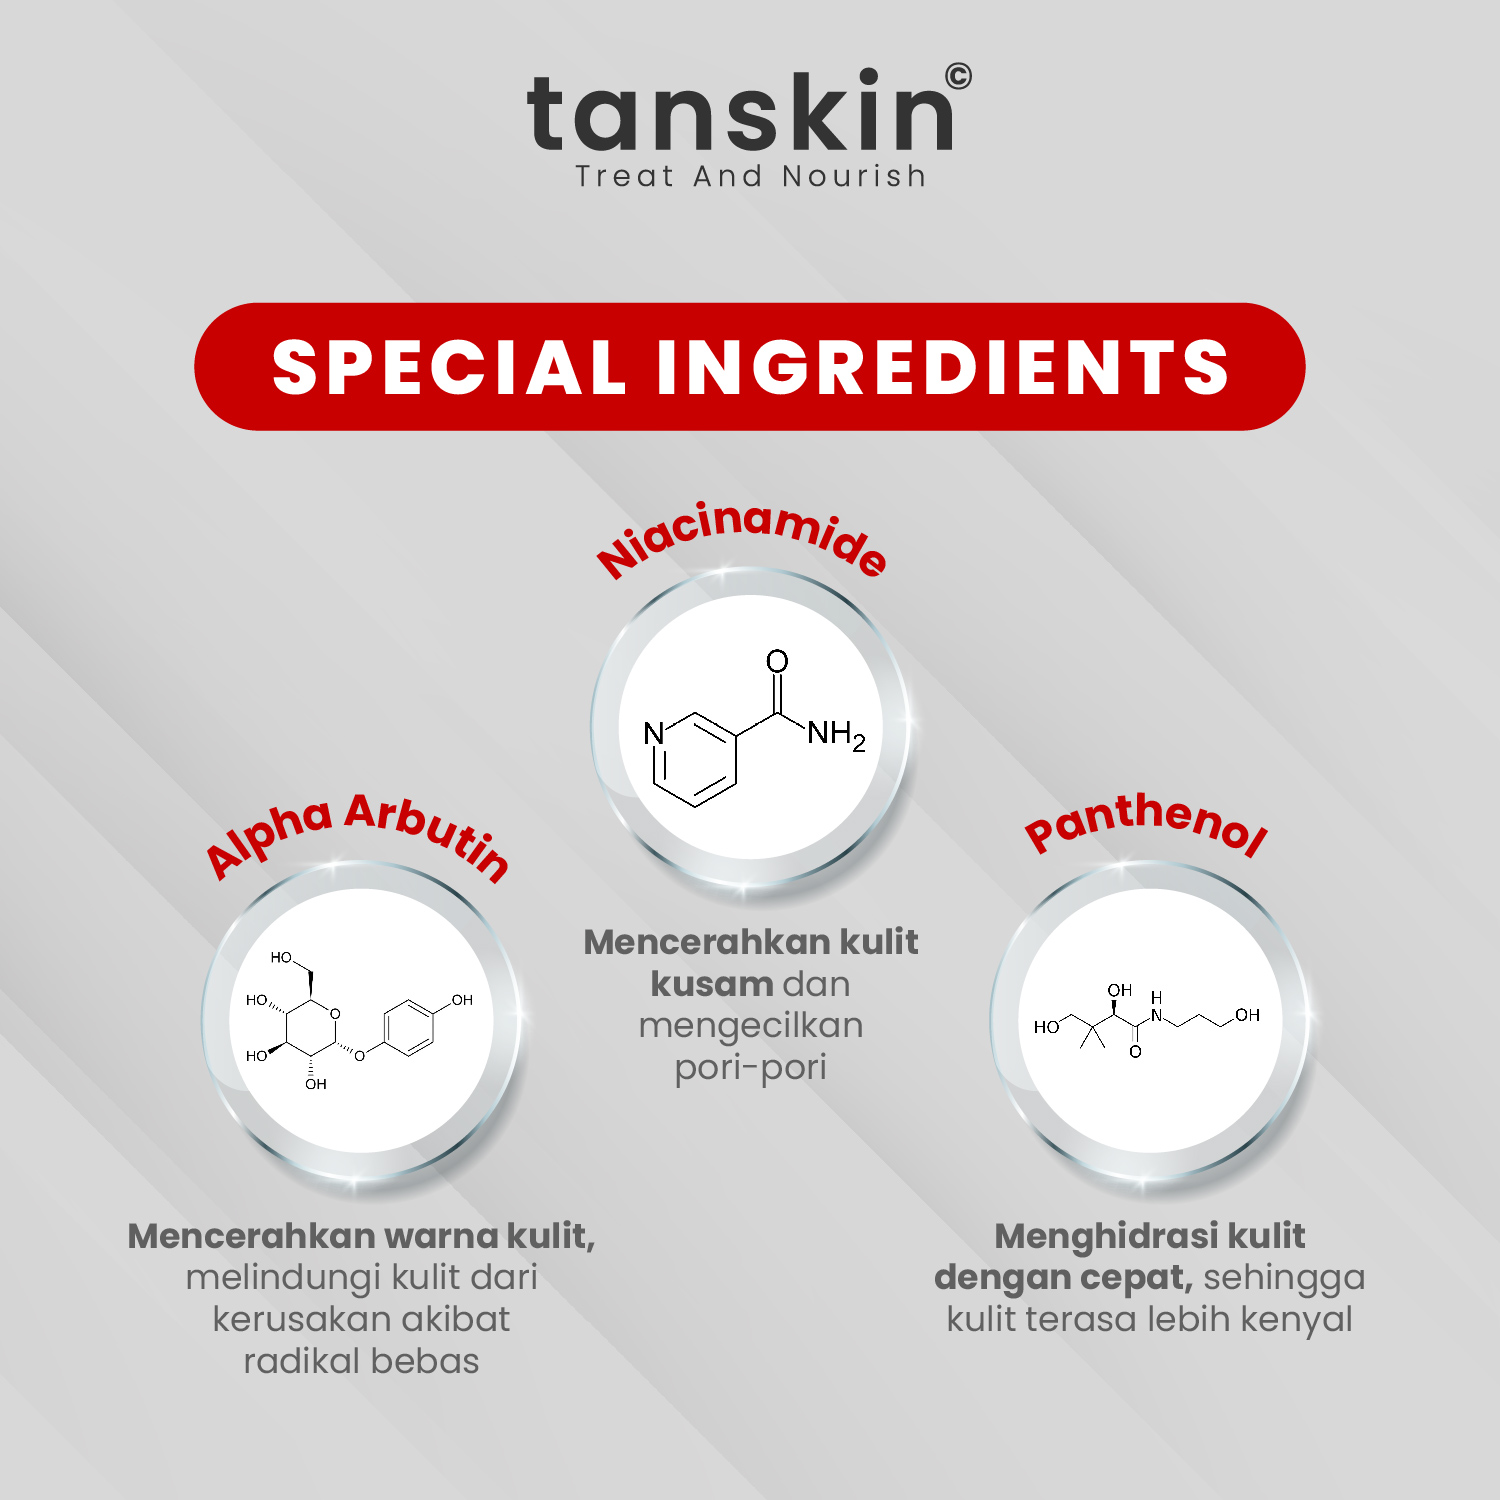 tanskin©
Treat And Nourish
SPECIAL INGREDIENTS
Niacinamide
O
N
NH2
Mencerahkan kulit
kusam dan
mengecilkan
pori-pori
Alpha Arbutin
HO
HO
O
OH
HO
O
OH
Mencerahkan warna kulit,
melindungi kulit dari
kerusakan akibat
radikal bebas
Panthenol
OH
H
N
HO
OH
O
Menghidrasi kulit
dengan cepat, sehingga
kulit terasa lebih kenyal